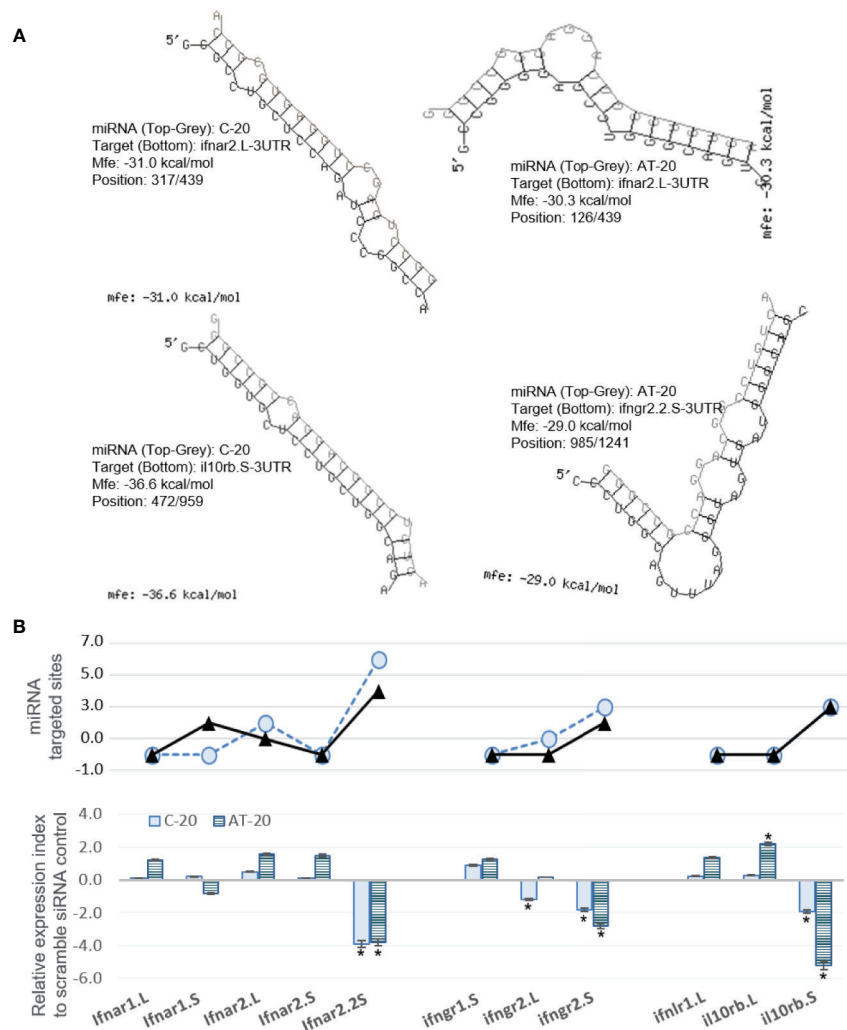 A
5′
miRNA (Top-Grey): C-20
Target (Bottom): ifnar2.L-3UTR
Mfe: -31.0 kcal/mol
Position: 317/439
mfe: -31.0 kcal/mol
5′
miRNA (Top-Grey): AT-20
Target (Bottom): ifnar2.L-3UTR
Mfe: -30.3 kcal/mol
Position: 126/439
mfe: -30.3 kcal/mol
5′
miRNA (Top-Grey): C-20
Target (Bottom): il10rb.S-3UTR
Mfe: -36.6 kcal/mol
Position: 472/959
mfe: -36.6 kcal/mol
miRNA (Top-Grey): AT-20
Target (Bottom): ifngr2.2.S-3UTR
Mfe: -29.0 kcal/mol
Position: 985/1241
5′
mfe: -29.0 kcal/mol
B
miRNA
targeted sites
7.0
5.0
3.0
0.0
-1.0
Relative expression index
to scramble siRNA control
4.0
2.0
0.0
-2.0
-4.0
-6.0
C-20 AT-20
* * * * * * * *
Ifnar1.L Ifnar1.S Ifnar2.L Ifnar2.S Ifnar2.2S ifngr1.S ifngr2.L ifngr2.S ifnlr1.L il10rb.L il10rb.S